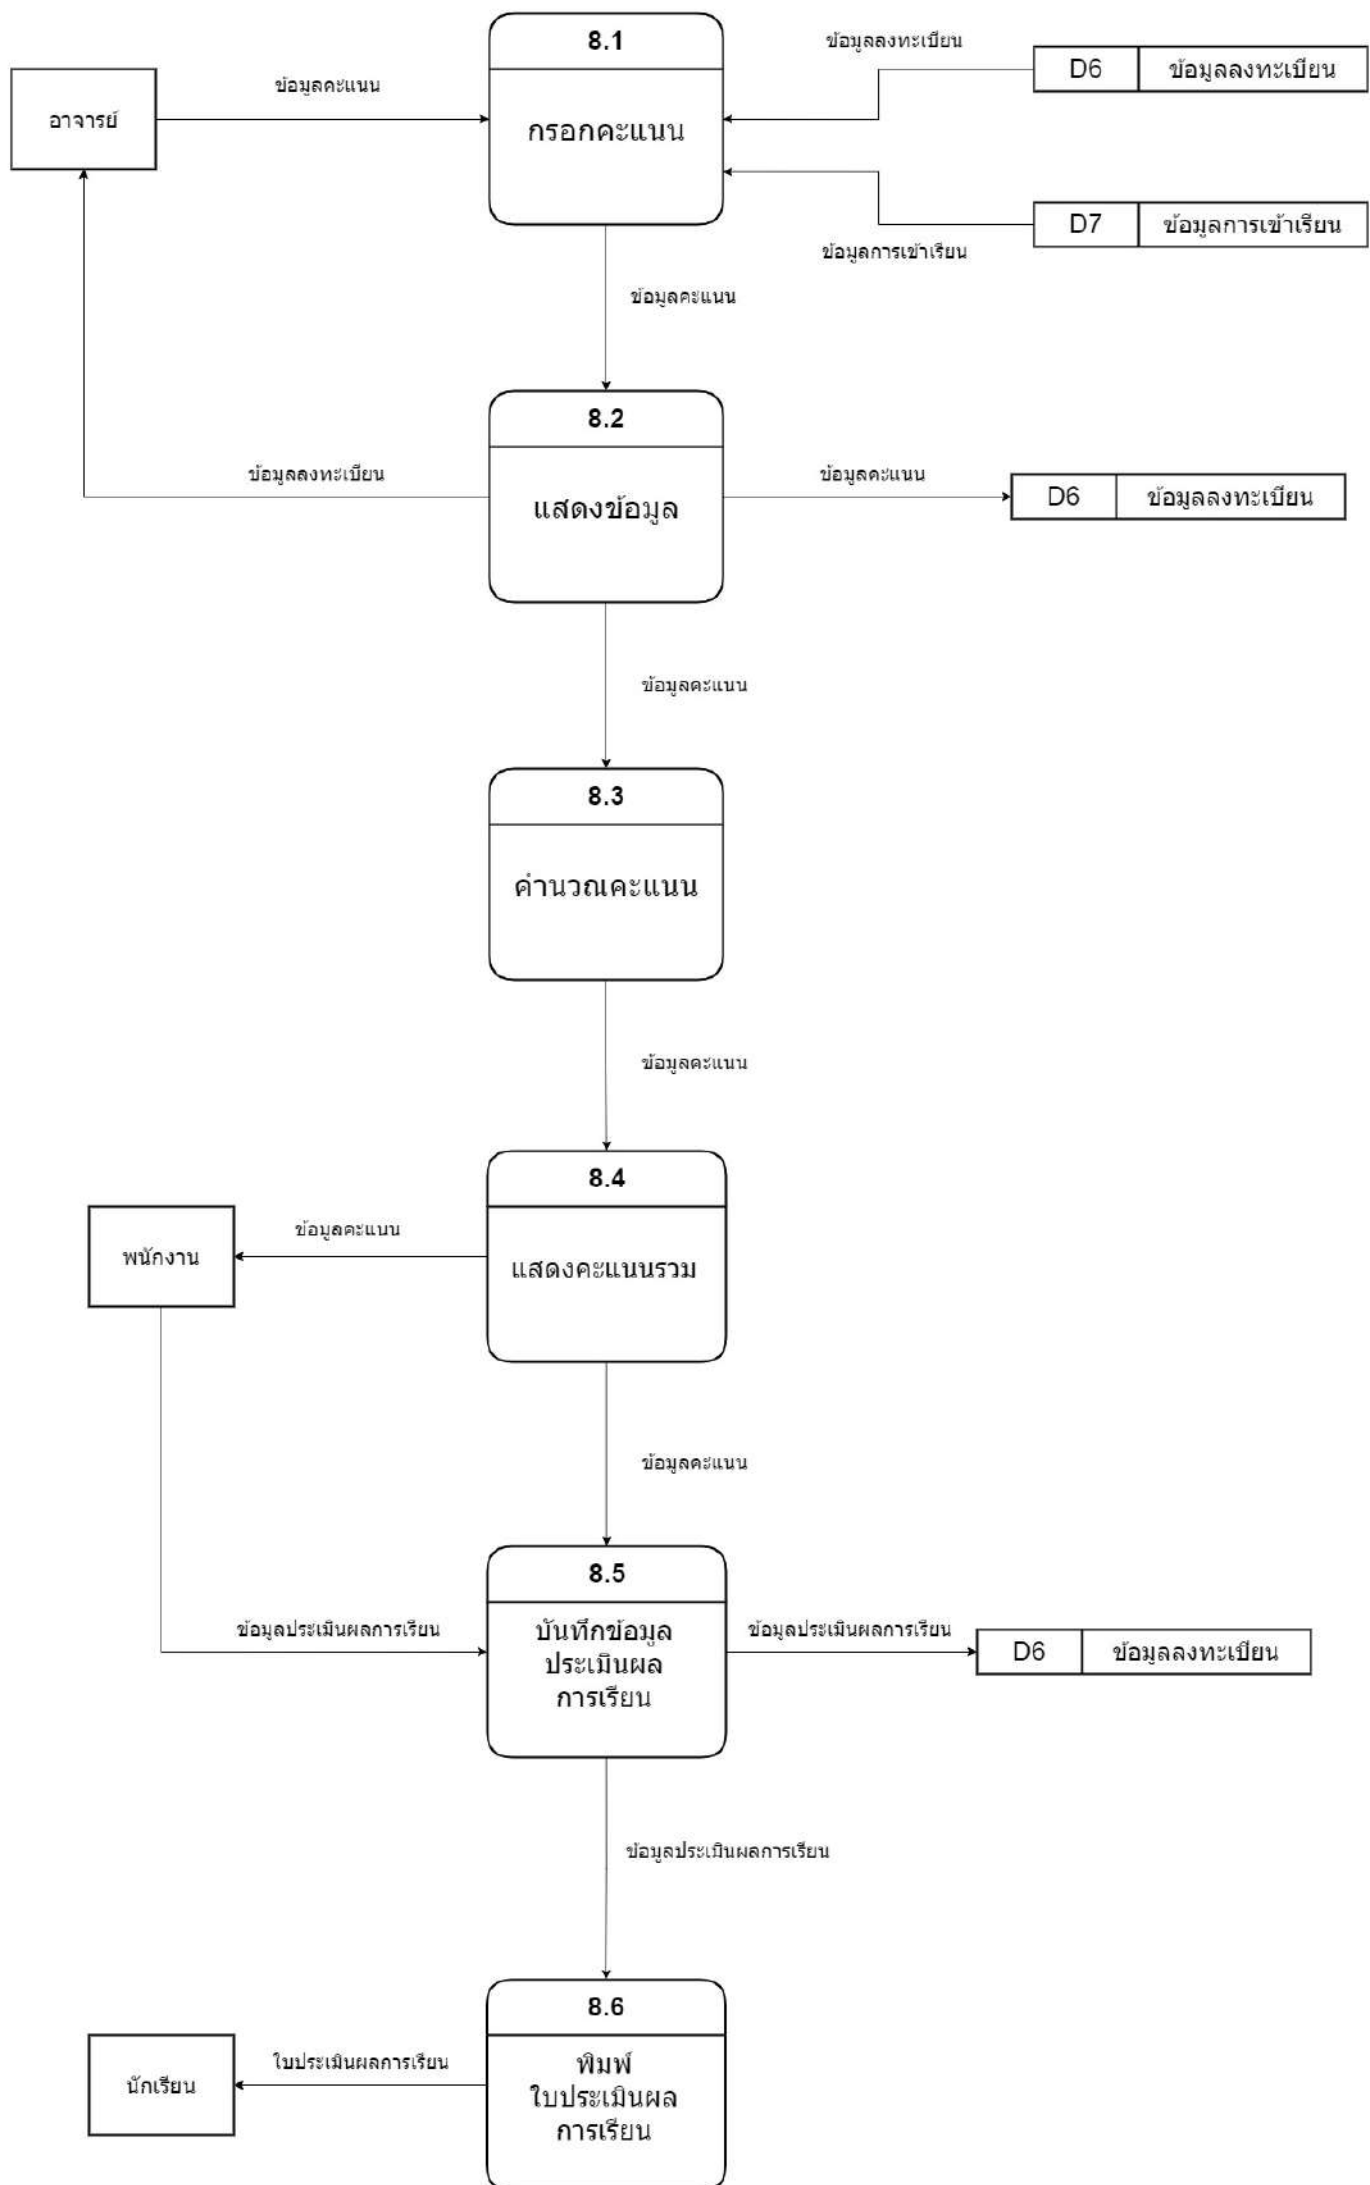 8.1
ข้อมูลลงทะเบียน
D6 ข้อมูลลงทะเบียน
ข้อมูลคะแนน
อาจารย์
กรอกคะแนน
D7 ข้อมูลการเข้าเรียน
ข้อมูลการเข้าเรียน
ข้อมูลคะแนน
8.2
ข้อมูลลงทะเบียน
ข้อมูลคะแนน
แสดงข้อมูล
D6 ข้อมูลลงทะเบียน
ข้อมูลคะแนน
8.3
คำนวณคะแนน
ข้อมูลคะแนน
8.4
ข้อมูลคะแนน
พนักงาน
แสดงคะแนนรวม
ข้อมูลคะแนน
8.5
ข้อมูลประเมินผลการเรียน
บันทึกข้อมูล
ประเมินผล
การเรียน
ข้อมูลประเมินผลการเรียน
D6 ข้อมูลลงทะเบียน
ข้อมูลประเมินผลการเรียน
8.6
ใบประเมินผลการเรียน
นักเรียน
พิมพ์
ใบประเมินผล
การเรียน